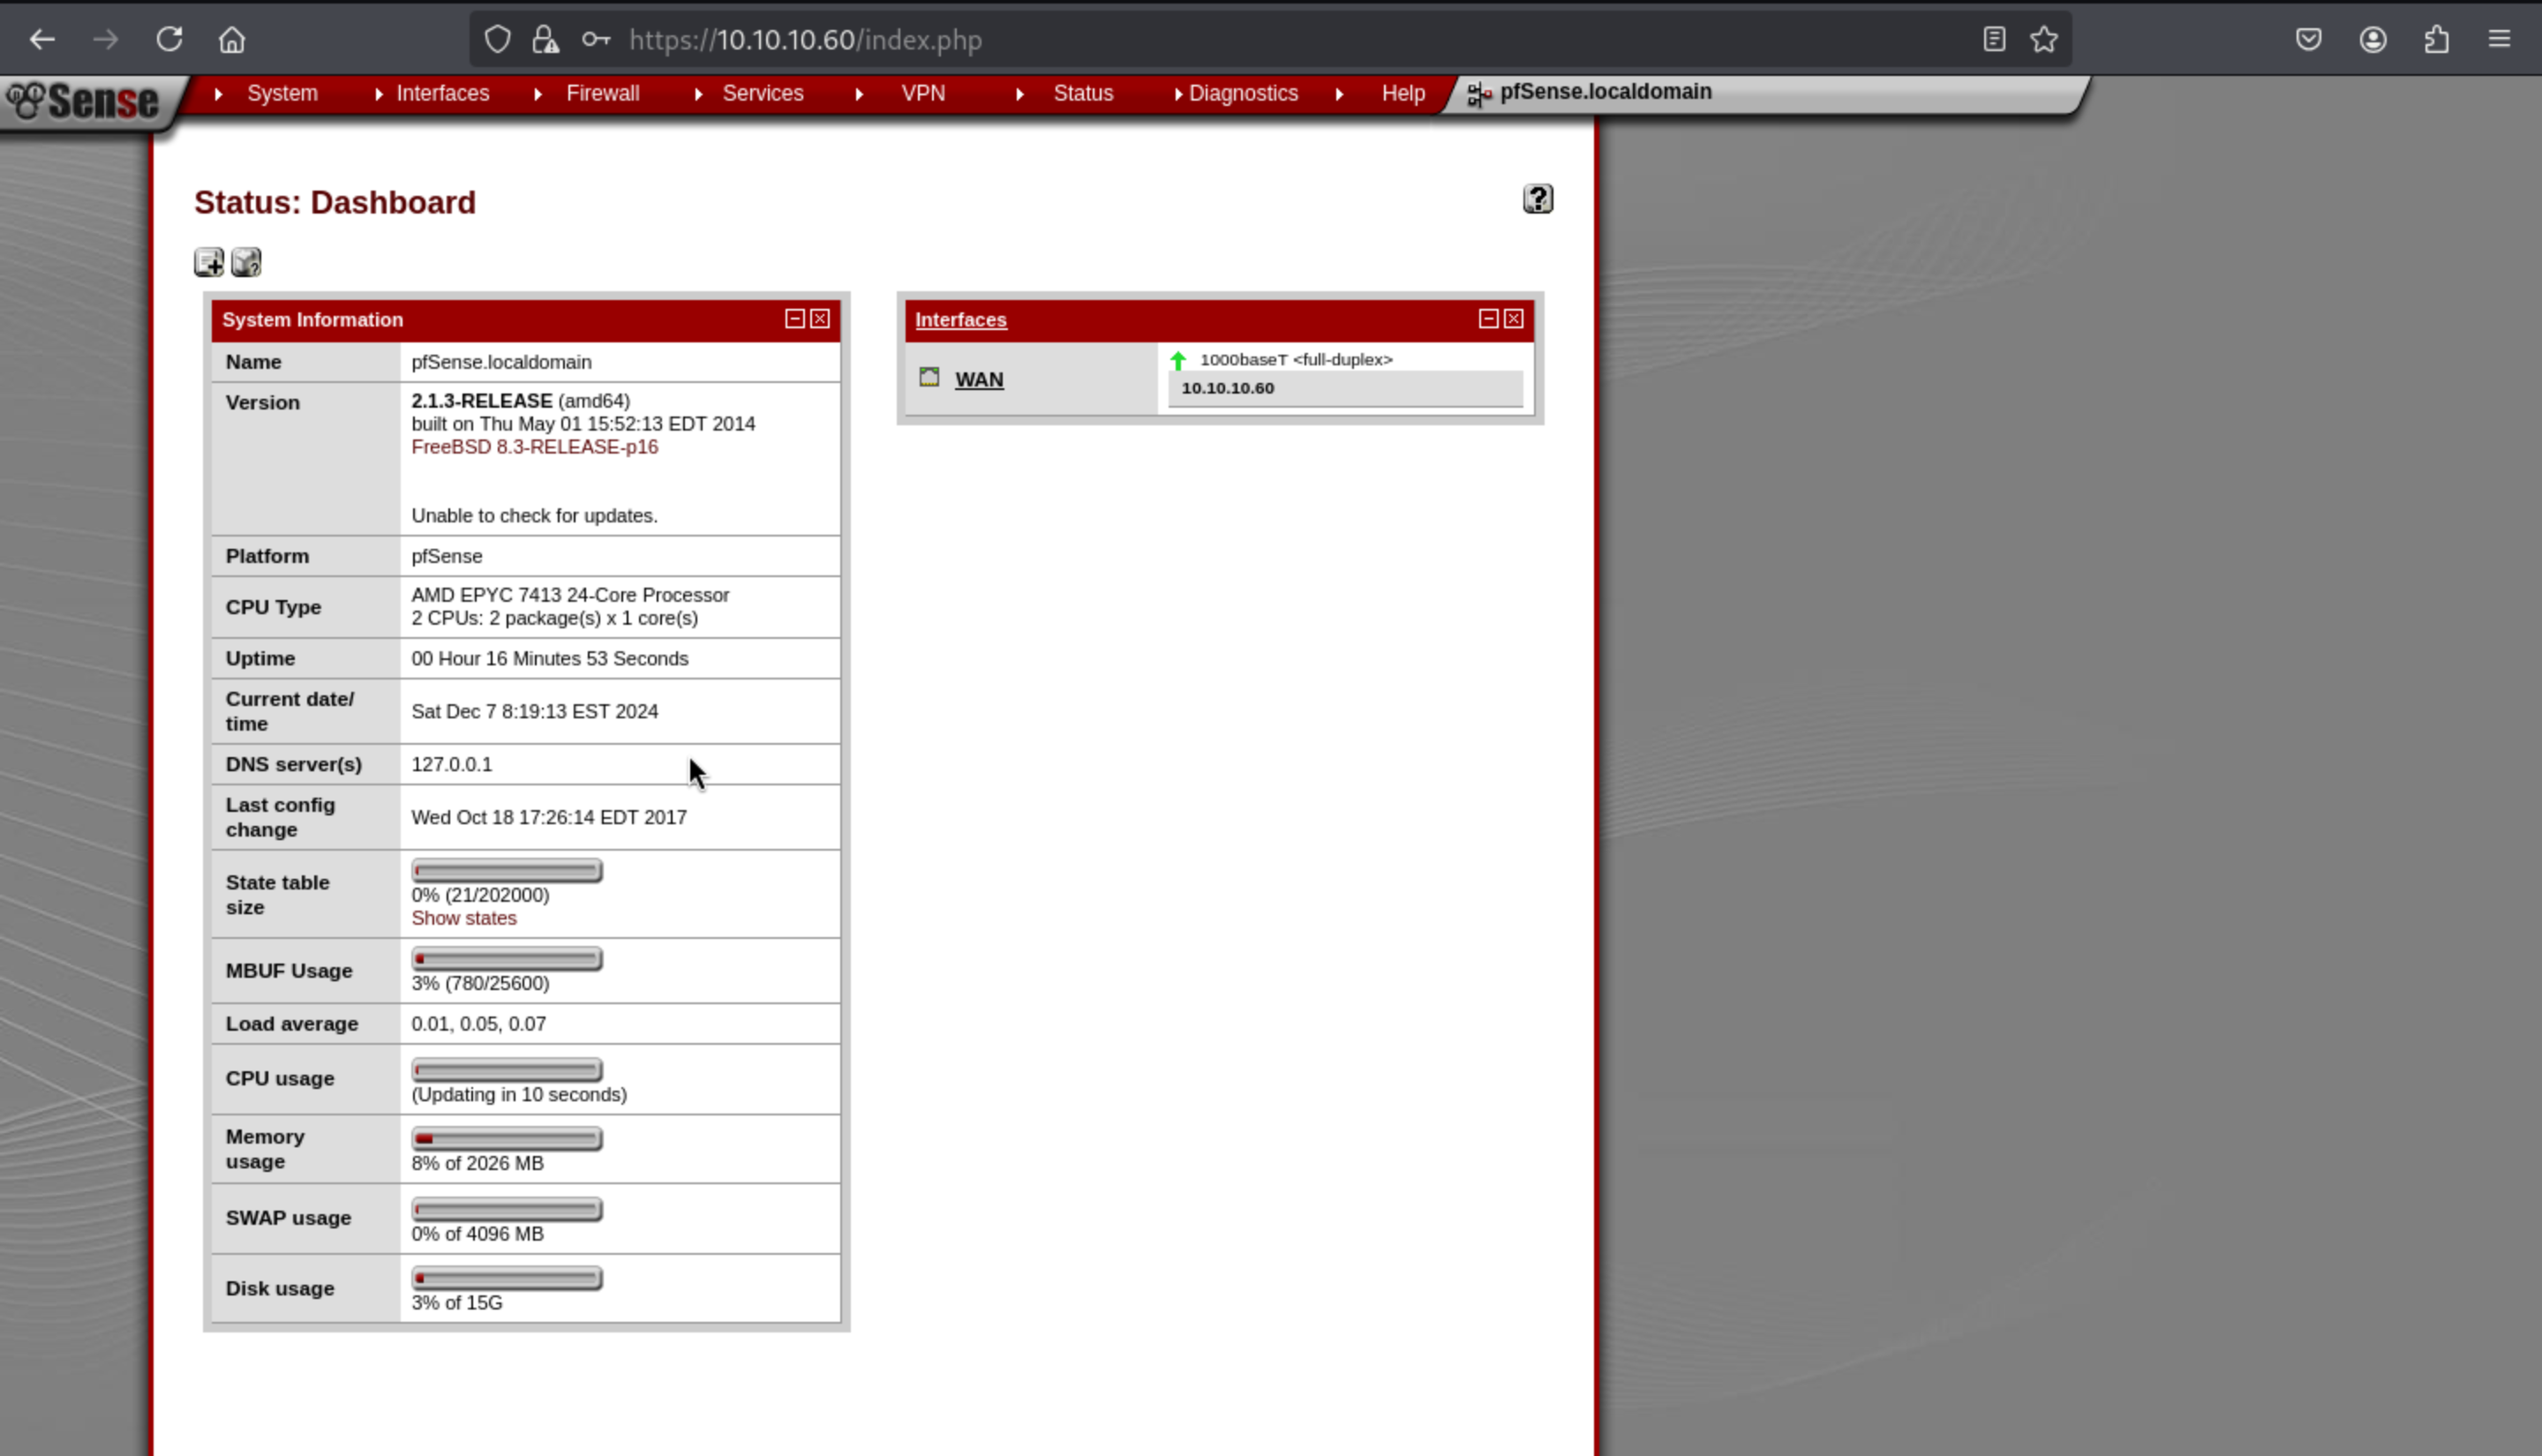 https://10.10.10.60/index.php
Sense
System
Interfaces
Firewall
Services
VPN
Status
Diagnostics
Help
pfSense.localdomain
Status: Dashboard
System Information
Name
pfSense.localdomain
Version
2.1.3-RELEASE (amd64)
built on Thu May 01 15:52:13 EDT 2014
FreeBSD 8.3-RELEASE-p16
Unable to check for updates.
Platform
pfSense
CPU Type
AMD EPYC 7413 24-Core Processor
2 CPUs: 2 package(s) x 1 core(s)
Uptime
00 Hour 16 Minutes 53 Seconds
Current date/
time
Sat Dec 7 8:19:13 EST 2024
DNS server(s)
127.0.0.1
Last config
change
Wed Oct 18 17:26:14 EDT 2017
State table
size
0% (21/202000)
Show states
MBUF Usage
3% (780/25600)
Load average
0.01, 0.05, 0.07
CPU usage
(Updating in 10 seconds)
Memory
usage
8% of 2026 MB
SWAP usage
0% of 4096 MB
Disk usage
3% of 15G
Interfaces
WAN
1000baseT <full-duplex>
10.10.10.60